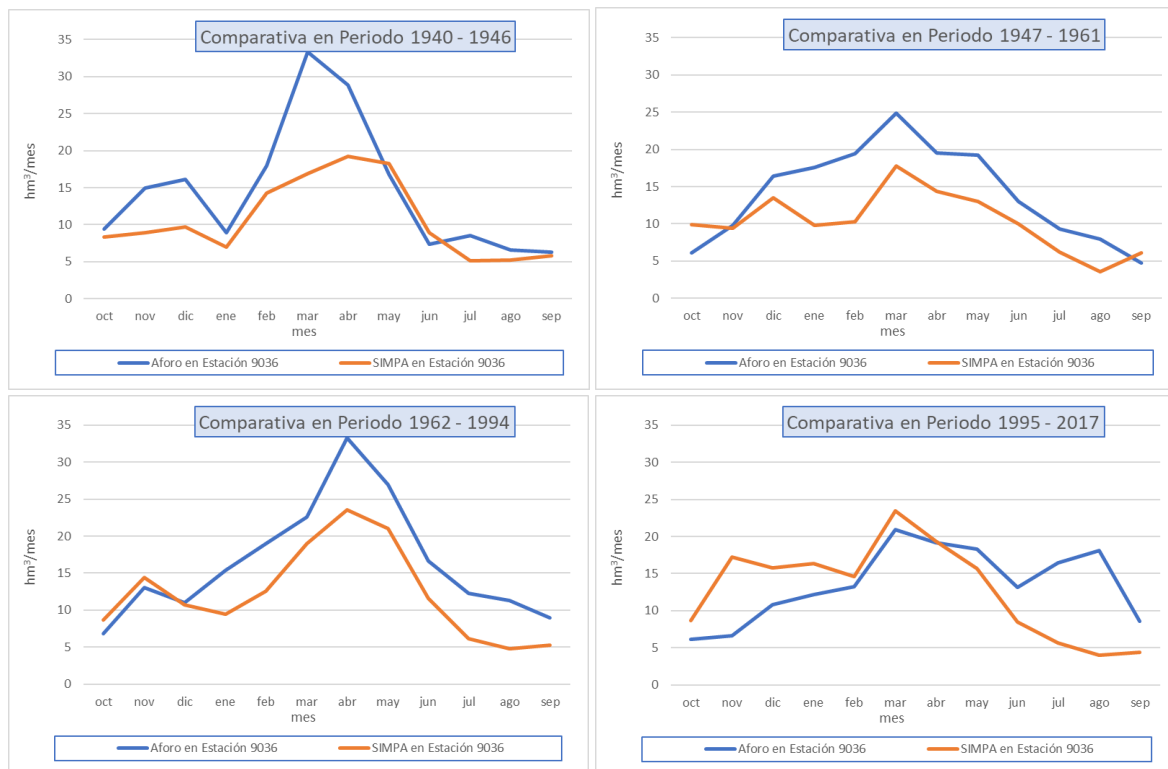 Comparativa en Periodo 1940 - 1946
35
30
25
20
15
10
5
0
hm³/mes
oct nov dic ene feb mar abr may jun jul ago sep
mes
Aforo en Estación 9036 SIMPA en Estación 9036
Comparativa en Periodo 1947 - 1961
35
30
25
20
15
10
5
0
hm³/mes
oct nov dic ene feb mar abr may jun jul ago sep
mes
Aforo en Estación 9036 SIMPA en Estación 9036
Comparativa en Periodo 1962 - 1994
35
30
25
20
15
10
5
0
hm³/mes
oct nov dic ene feb mar abr may jun jul ago sep
mes
Aforo en Estación 9036 SIMPA en Estación 9036
Comparativa en Periodo 1995 - 2017
35
30
25
20
15
10
5
0
hm³/mes
oct nov dic ene feb mar abr may jun jul ago sep
mes
Aforo en Estación 9036 SIMPA en Estación 9036